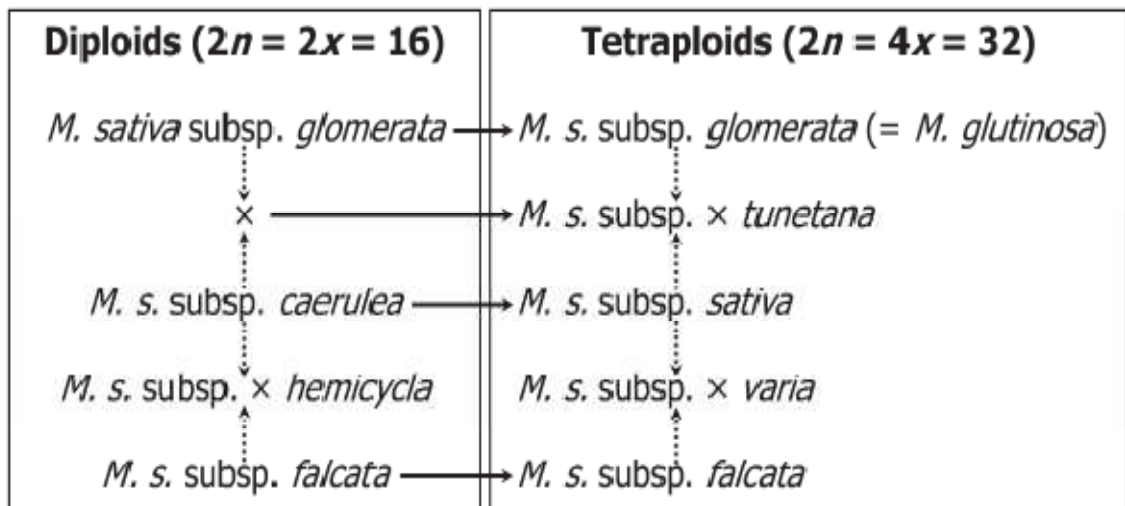 Diploids (2n = 2x = 16)
Tetraploids (2n = 4x = 32)
M. sativa subsp. glomerata
M. s. subsp. glomerata (= M. glutinosa)
×
M. s. subsp. × tunetana
M. s. subsp. caerulea
M. s. subsp. sativa
M. s. subsp. × hemicycla
M. s. subsp. × varia
M. s. subsp. falcata
M. s. subsp. falcata